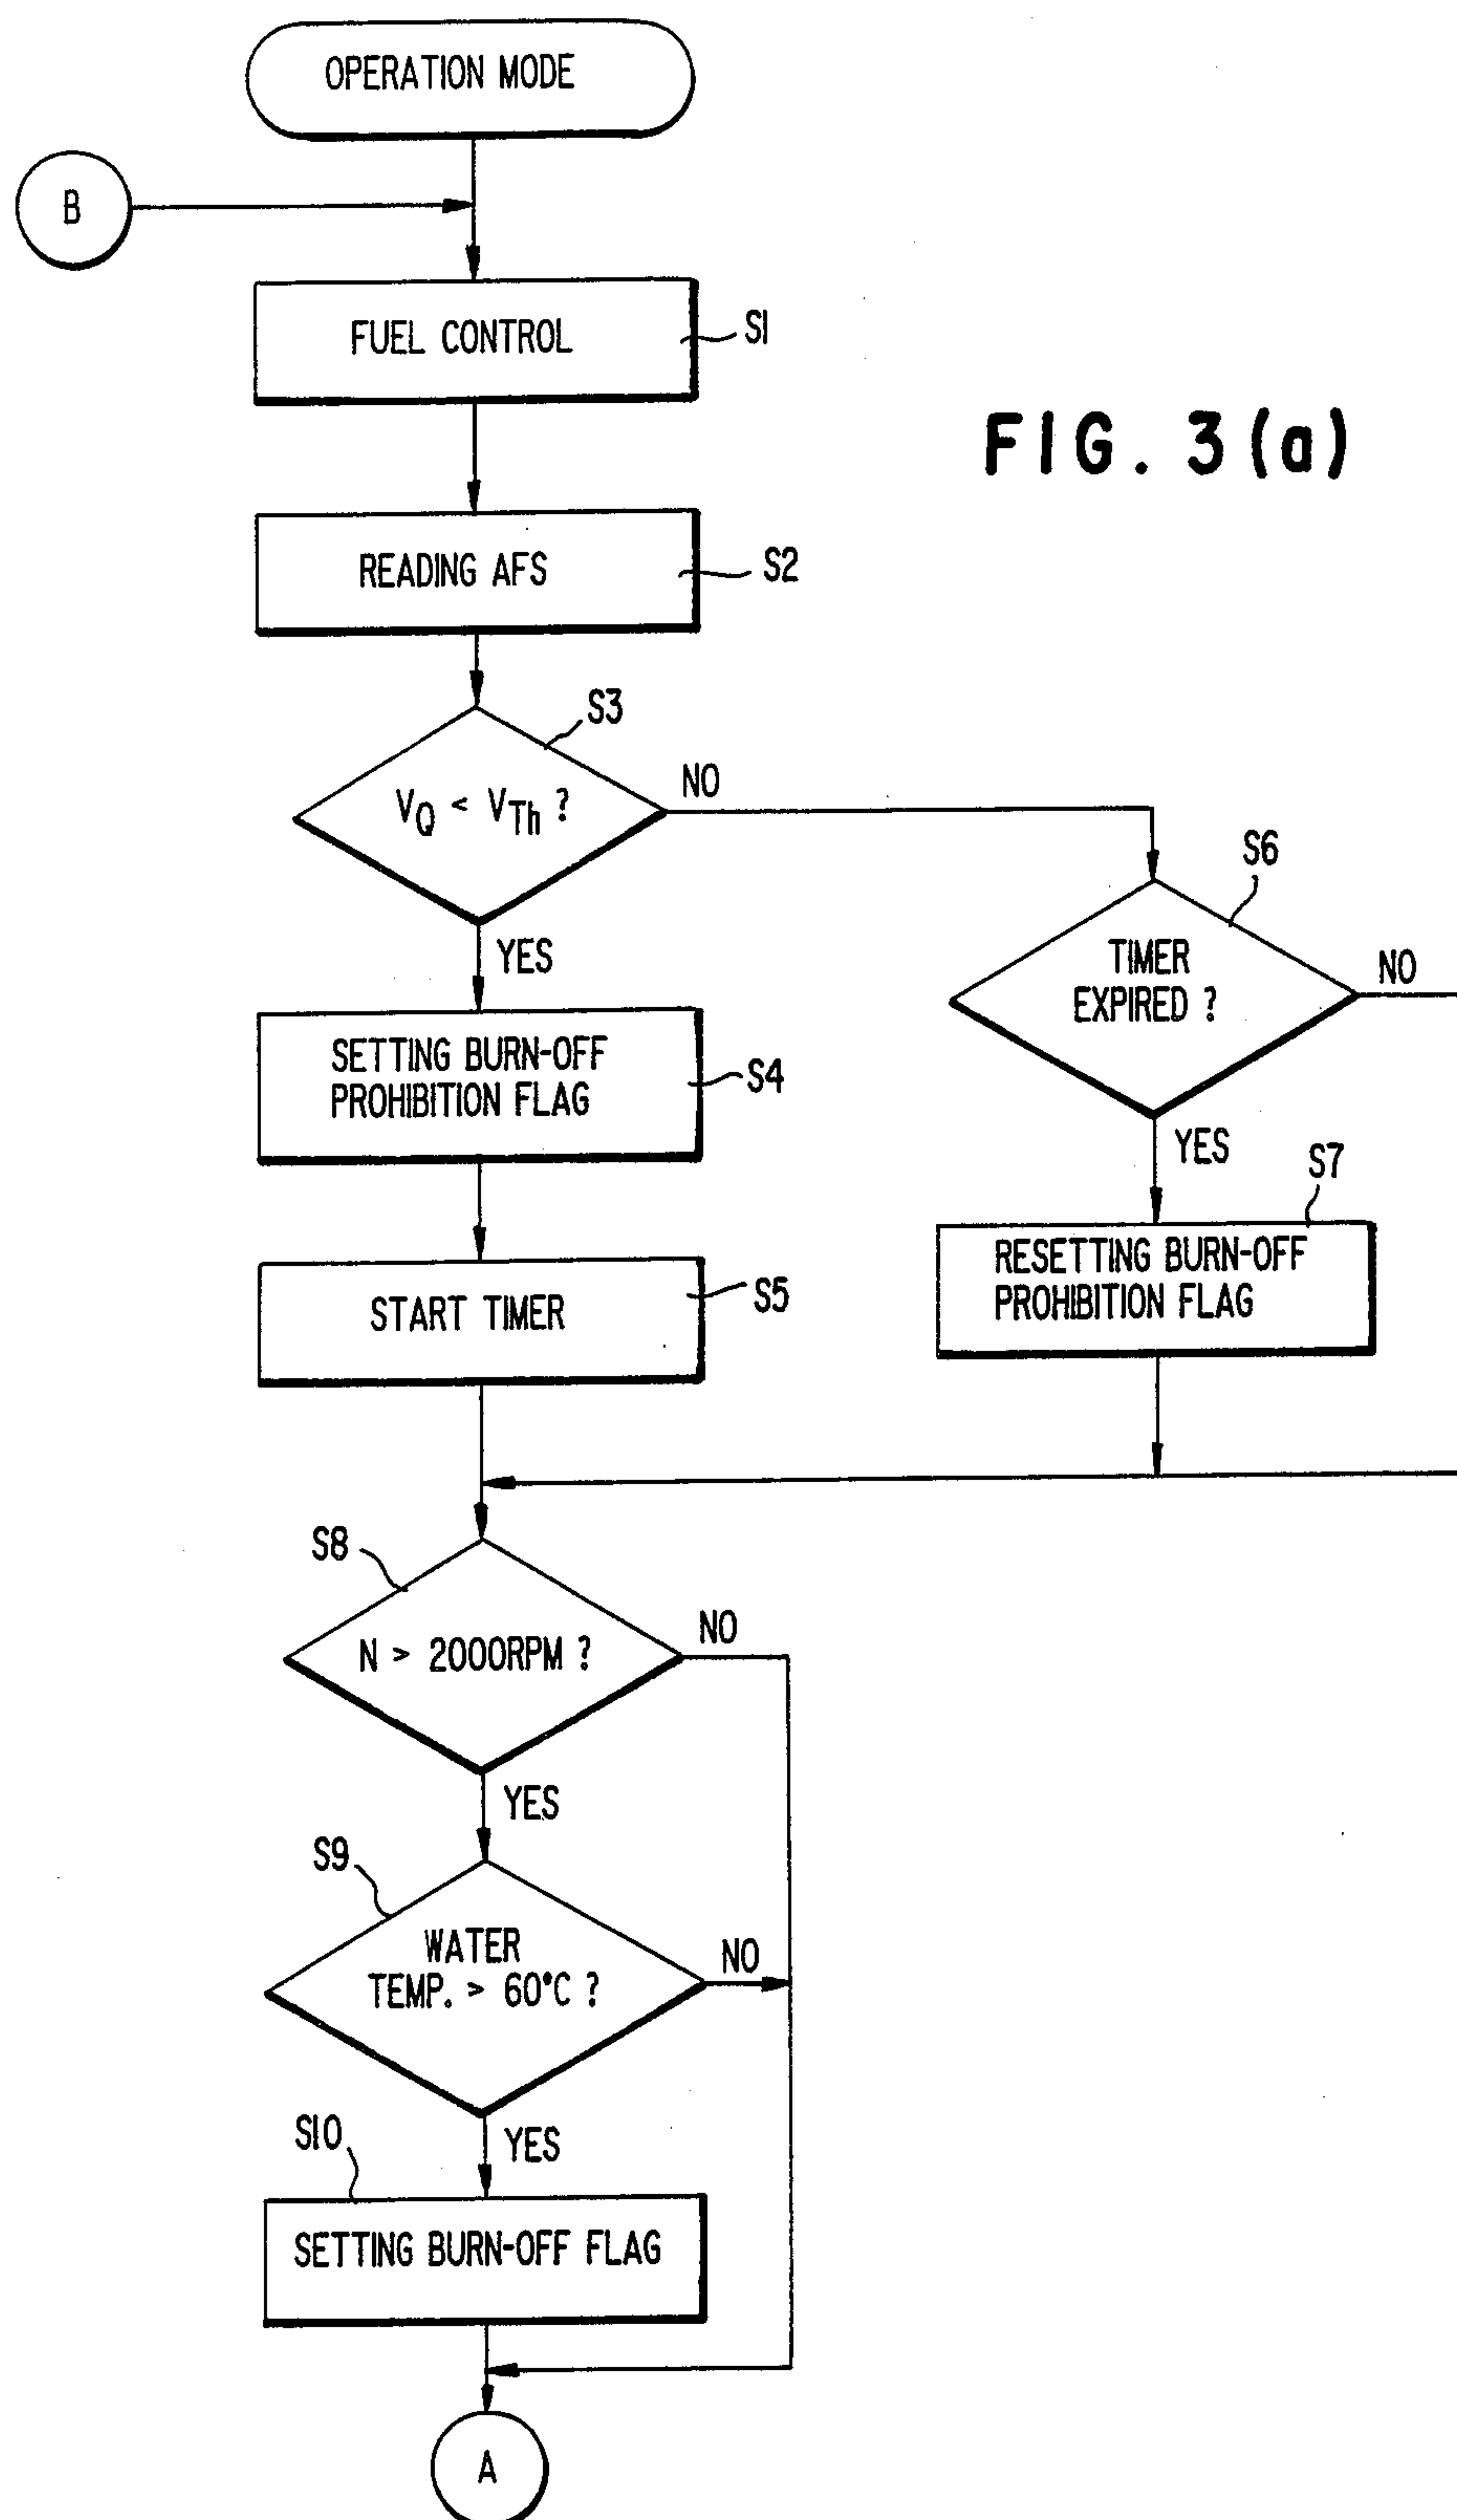 OPERATION MODE
B
FUEL CONTROL
S1
FIG. 3(a)
READING AFS
S2
S3
VQ < VTh ?
NO
YES
S6
TIMER
EXPIRED ?
NO
YES
SETTING BURN-OFF
PROHIBITION FLAG
S4
S7
RESETTING BURN-OFF
PROHIBITION FLAG
START TIMER
S5
S8
N > 2000RPM ?
NO
YES
S9
WATER
TEMP. > 60°C ?
NO
YES
S10
SETTING BURN-OFF FLAG
A